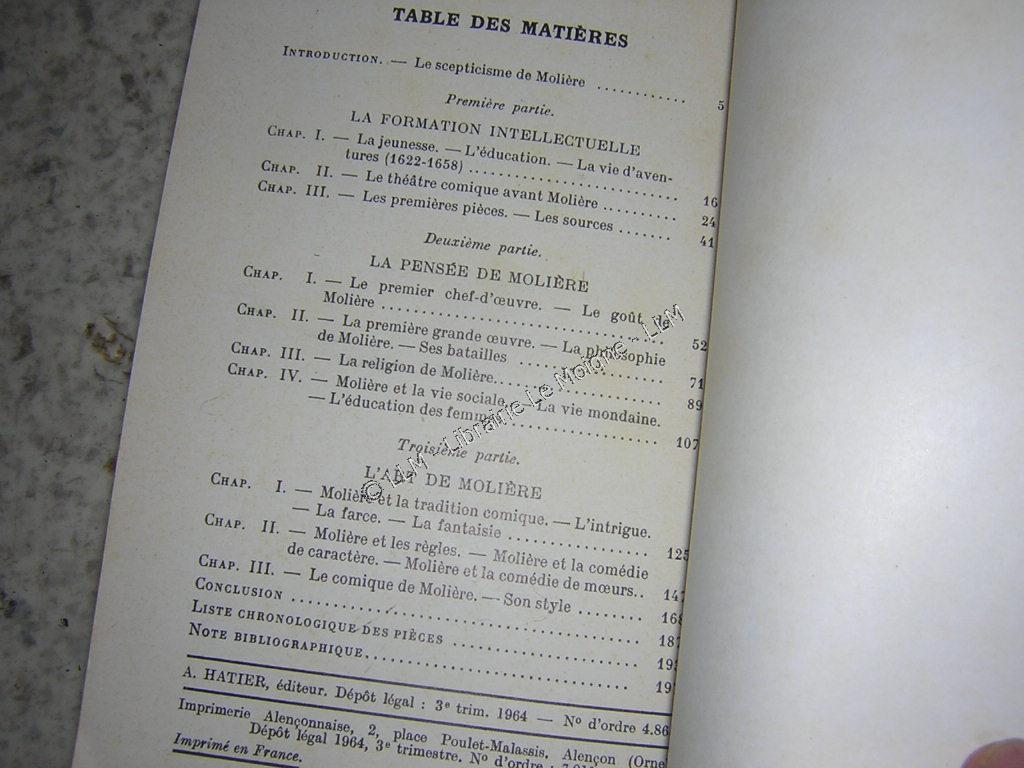 TABLE DES MATIÈRES
INTRODUCTION. — Le scepticisme de Molière ............ 5
Première partie.
LA FORMATION INTELLECTUELLE
CHAP. I. — La jeunesse. — L'éducation. — La vie d'aven-
tures (1622-1658) ........................ 16
CHAP. II. — Le théâtre comique avant Molière .......... 24
CHAP. III. — Les premières pièces. — Les sources ....... 41
Deuxième partie.
LA PENSÉE DE MOLIÈRE
CHAP. I. — Le premier chef-d'œuvre. — Le goût de
Molière ................................ 52
CHAP. II. — La première grande œuvre. — La philosophie
de Molière. — Ses batailles ................ 71
CHAP. III. — La religion de Molière.................. 89
CHAP. IV. — Molière et la vie sociale. — La vie mondaine.
— L'éducation des femmes ................ 107
Troisième partie.
L'ART DE MOLIÈRE
CHAP. I. — Molière et la tradition comique. — L'intrigue.
— La farce. — La fantaisie ................ 125
CHAP. II. — Molière et les règles. — Molière et la comédie
de caractère. — Molière et la comédie de mœurs.. 147
CHAP. III. — Le comique de Molière. — Son style ....... 168
CONCLUSION .................................... 187
LISTE CHRONOLOGIQUE DES PIÈCES ....................
NOTE BIBLIOGRAPHIQUE............................
A. HATIER, éditeur. Dépôt légal : 3e trim. 1964 — No d'ordre 4.86
Imprimerie Alençonnaise, 2, place Poulet-Malassis, Alençon (Orne
Dépôt légal 1964, 3e trimestre. No d'ordre :
Imprimé en France.
© LLM - Librairie Le Moigne - LLM